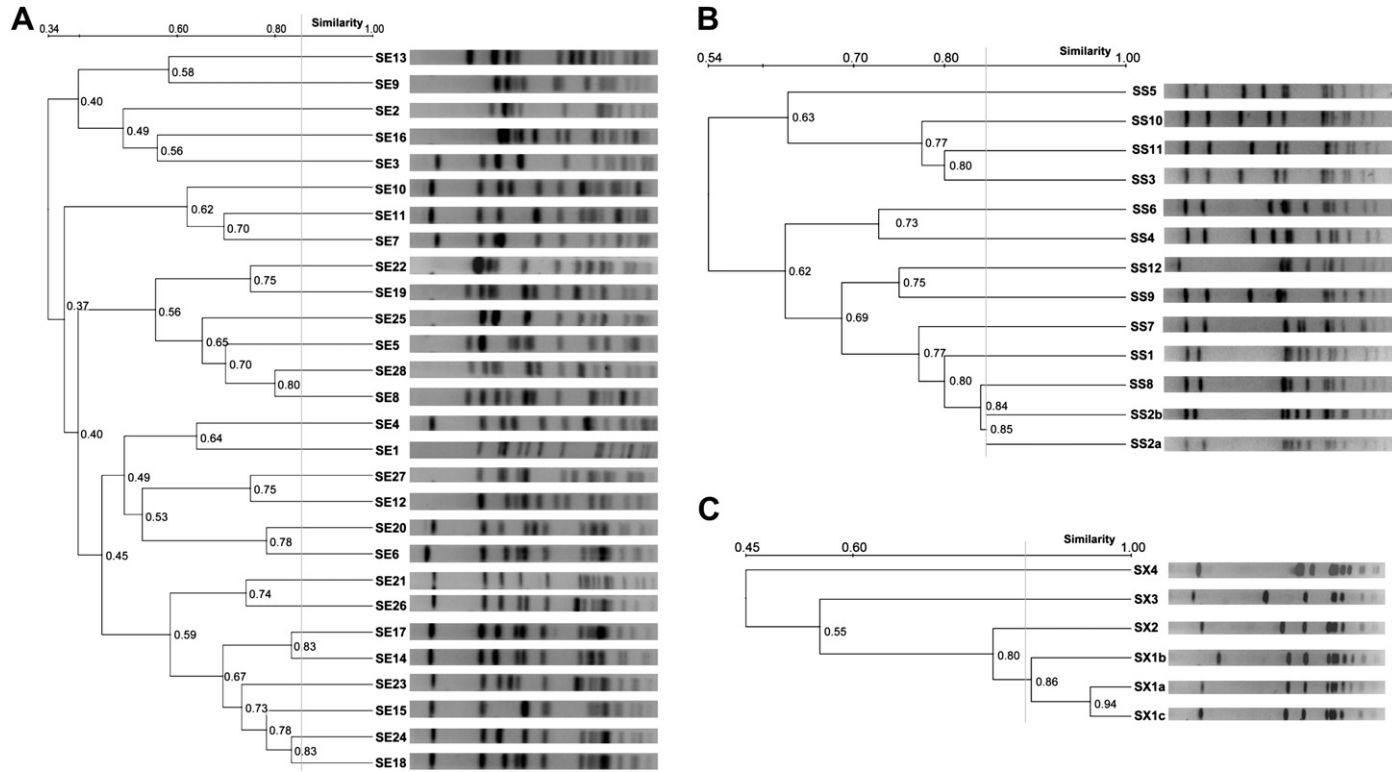 A
Similarity
0.34 0.60 0.80 1.00
SE13
0.58
SE9
0.40
SE2
0.49
SE16
0.56
SE3
SE10
0.62
SE11
0.70
SE7
SE22
0.75
SE19
0.37
0.56
SE25
0.65
SE5
0.70
SE28
0.80
SE8
SE4
0.40
0.64
SE1
0.49
SE27
0.75
SE12
0.53
SE20
0.78
SE6
0.45
SE21
0.74
SE26
0.59
SE17
0.83
SE14
0.67
SE23
0.73
SE15
0.78
SE24
0.83
SE18
B
Similarity
0.54 0.70 0.80 1.00
SS5
0.63
SS10
0.77
SS11
0.80
SS3
SS6
0.73
SS4
0.62
SS12
0.75
SS9
0.69
SS7
0.77
SS1
0.80
SS8
0.84
SS2b
0.85
SS2a
C
Similarity
0.45 0.60 1.00
SX4
SX3
0.55
SX2
0.80
SX1b
0.86
SX1a
0.94
SX1c